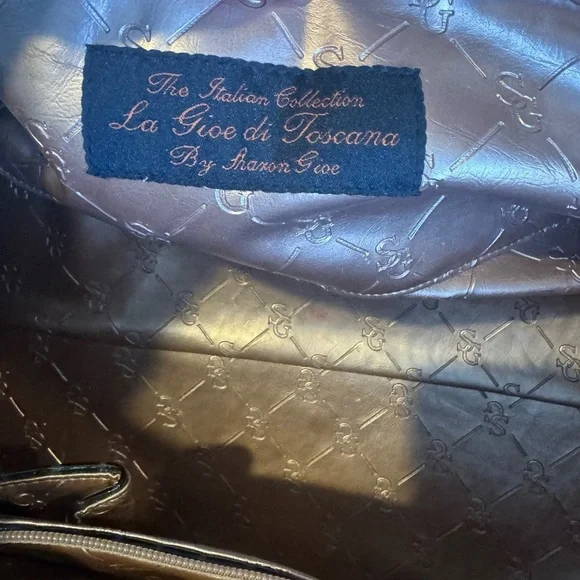 The Italian Collection
La Gioe di Toscana
By Sharon Gioe